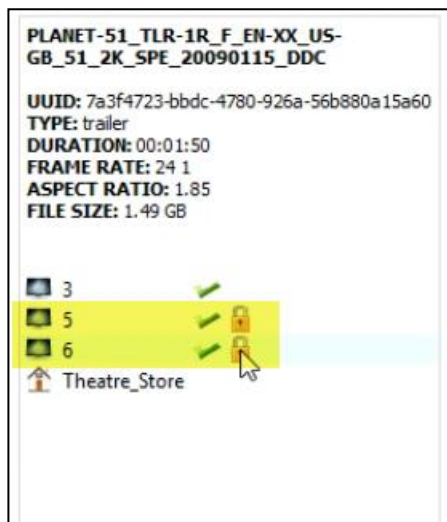 PLANET-51_TLR-1R_F_EN-XX_US-
GB_51_2K_SPE_20090115_DDC
UUID: 7a3f4723-bbdc-4780-926a-56b880a15a60
TYPE: trailer
DURATION: 00:01:50
FRAME RATE: 24 1
ASPECT RATIO: 1.85
FILE SIZE: 1.49 GB
3
5
6
Theatre_Store